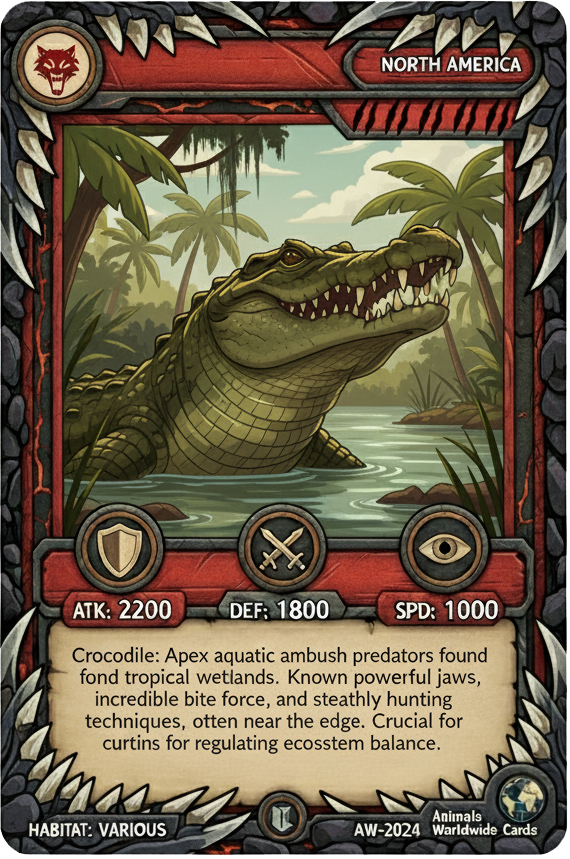 NORTH AMERICA
ATK: 2200
DEF: 1800
SPD: 1000
Crocodile: Apex aquatic ambush predators found
fond tropical wetlands. Known powerful jaws,
incredible bite force, and steathly hunting
techniques, otten near the edge. Crucial for
curtins for regulating ecosstem balance.
HABITAT: VARIOUS
AW-2024
Animals
Warldwide Cards